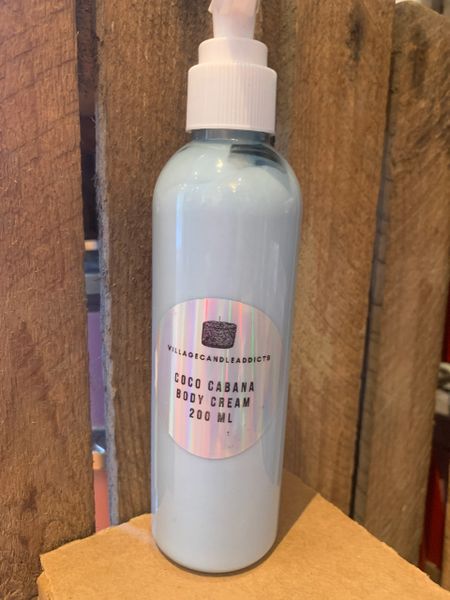 VILLAGECANDLEADDICTS
COCO CABANA
BODY CREAM
200 ML